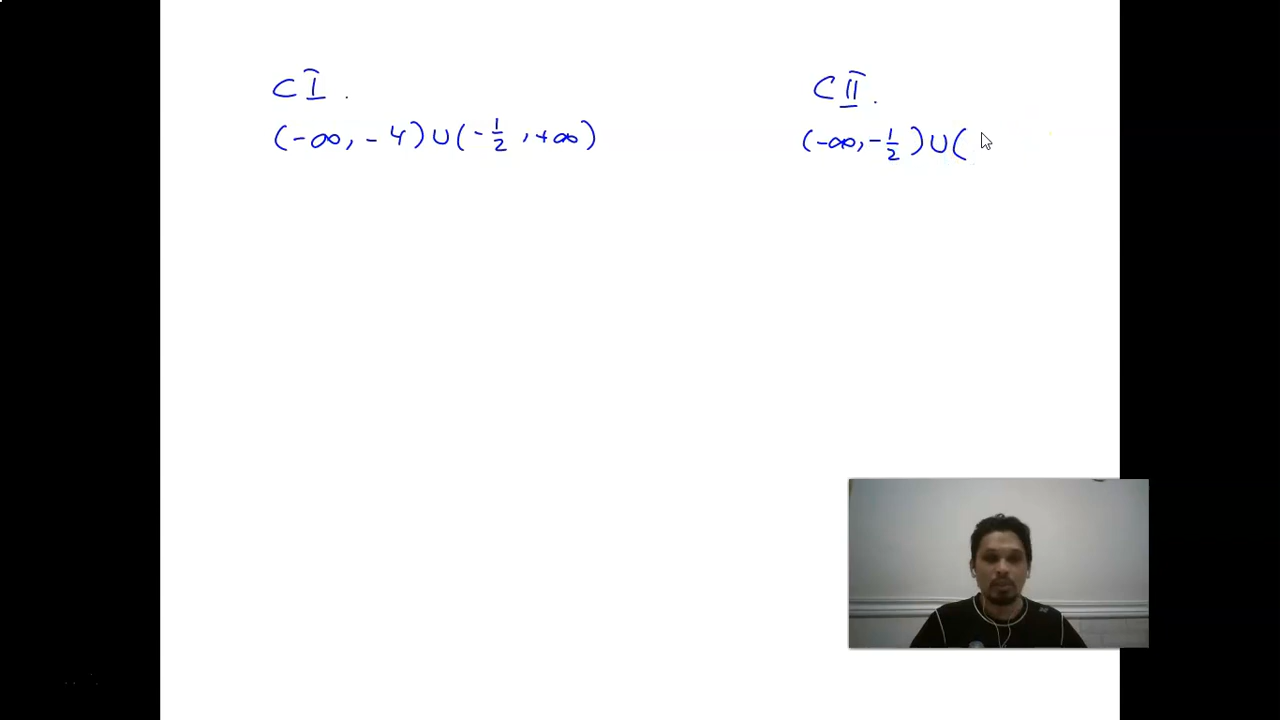 C I.
(-∞, -4) ∪ (-1/2, +∞)
C II.
(-∞, -1/2) ∪ (